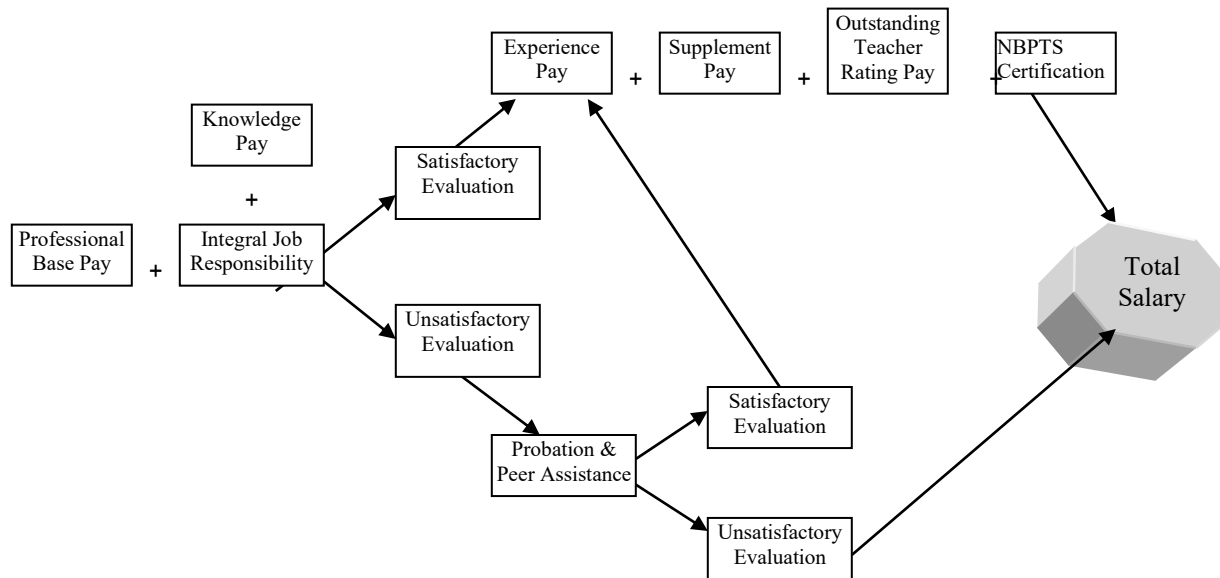 Experience
Pay
+
Supplement
Pay
+
Outstanding
Teacher
Rating Pay
+
NBPTS
Certification
Knowledge
Pay
+
Satisfactory
Evaluation
Professional
Base Pay
+
Integral Job
Responsibility
Total
Salary
Unsatisfactory
Evaluation
Satisfactory
Evaluation
Probation &
Peer Assistance
Unsatisfactory
Evaluation